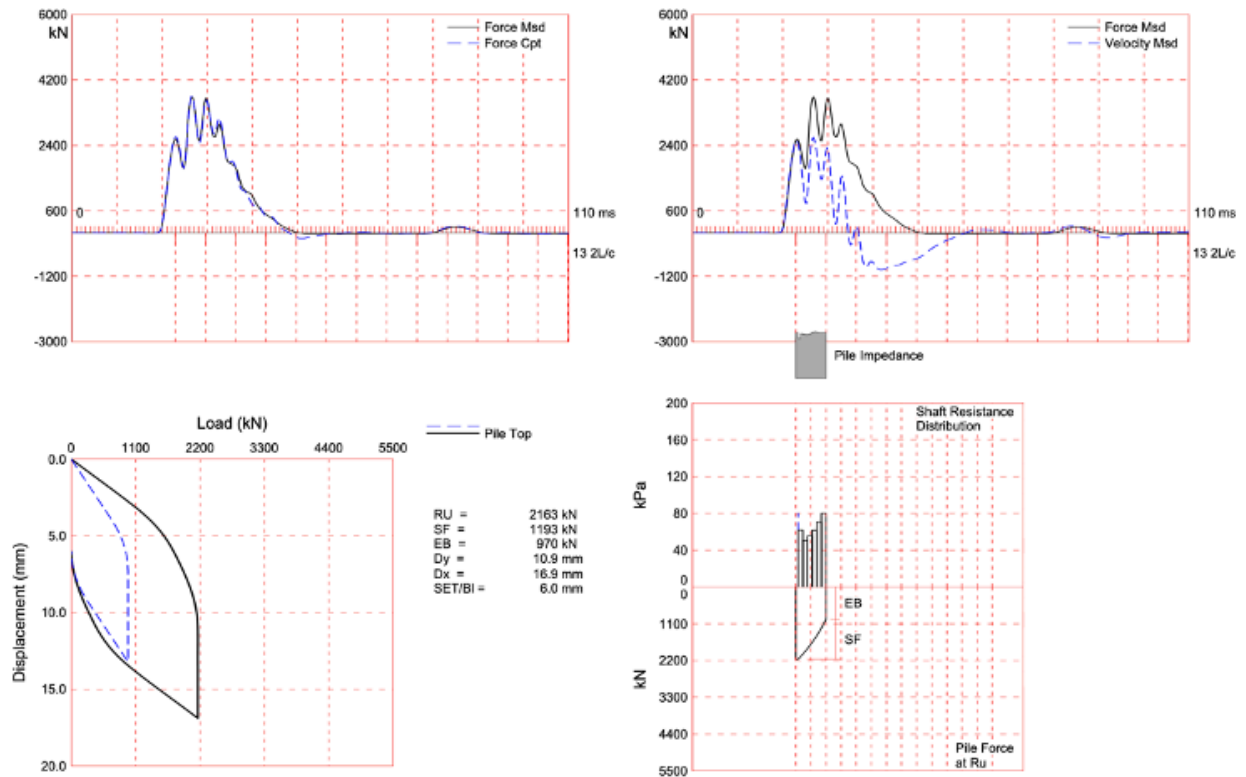 6000
kN
4200
2400
600
-1200
-3000
0
Force Msd
Force Cpt
110 ms
13 2L/c
6000
kN
4200
2400
600
-1200
-3000
0
Force Msd
Velocity Msd
110 ms
13 2L/c
Pile Impedance
Load (kN)
0 1100 2200 3300 4400 5500
0.0
5.0
10.0
15.0
20.0
Displacement (mm)
Pile Top
RU = 2163 kN
SF = 1193 kN
EB = 970 kN
Dy = 10.9 mm
Dx = 16.9 mm
SET/Bl = 6.0 mm
200
160
120
80
40
0
kPa
Shaft Resistance
Distribution
0
1100
2200
3300
4400
5500
kN
EB
SF
Pile Force
at Ru